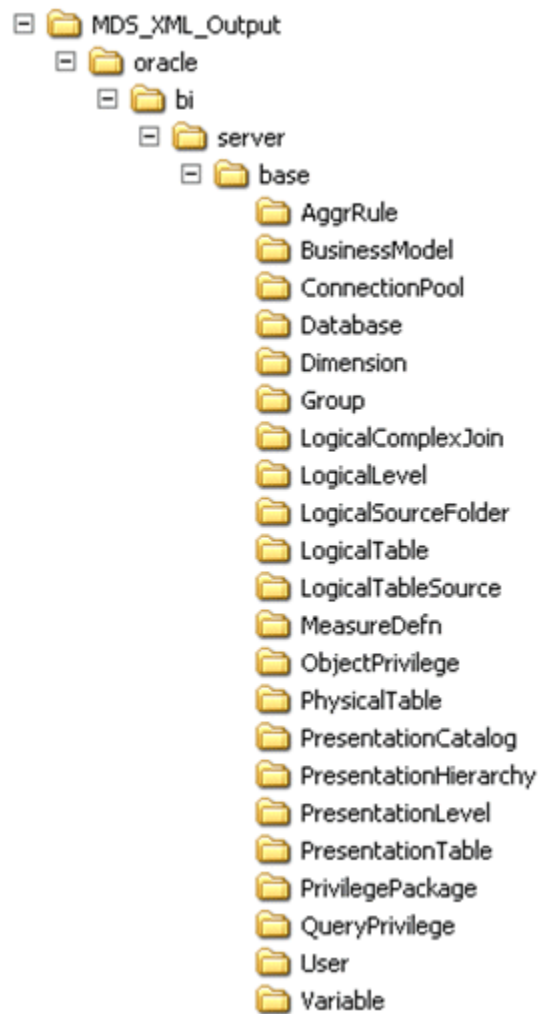 MDS_XML_Output
oracle
bi
server
base
AggrRule
BusinessModel
ConnectionPool
Database
Dimension
Group
LogicalComplexJoin
LogicalLevel
LogicalSourceFolder
LogicalTable
LogicalTableSource
MeasureDefn
ObjectPrivilege
PhysicalTable
PresentationCatalog
PresentationHierarchy
PresentationLevel
PresentationTable
PrivilegePackage
QueryPrivilege
User
Variable